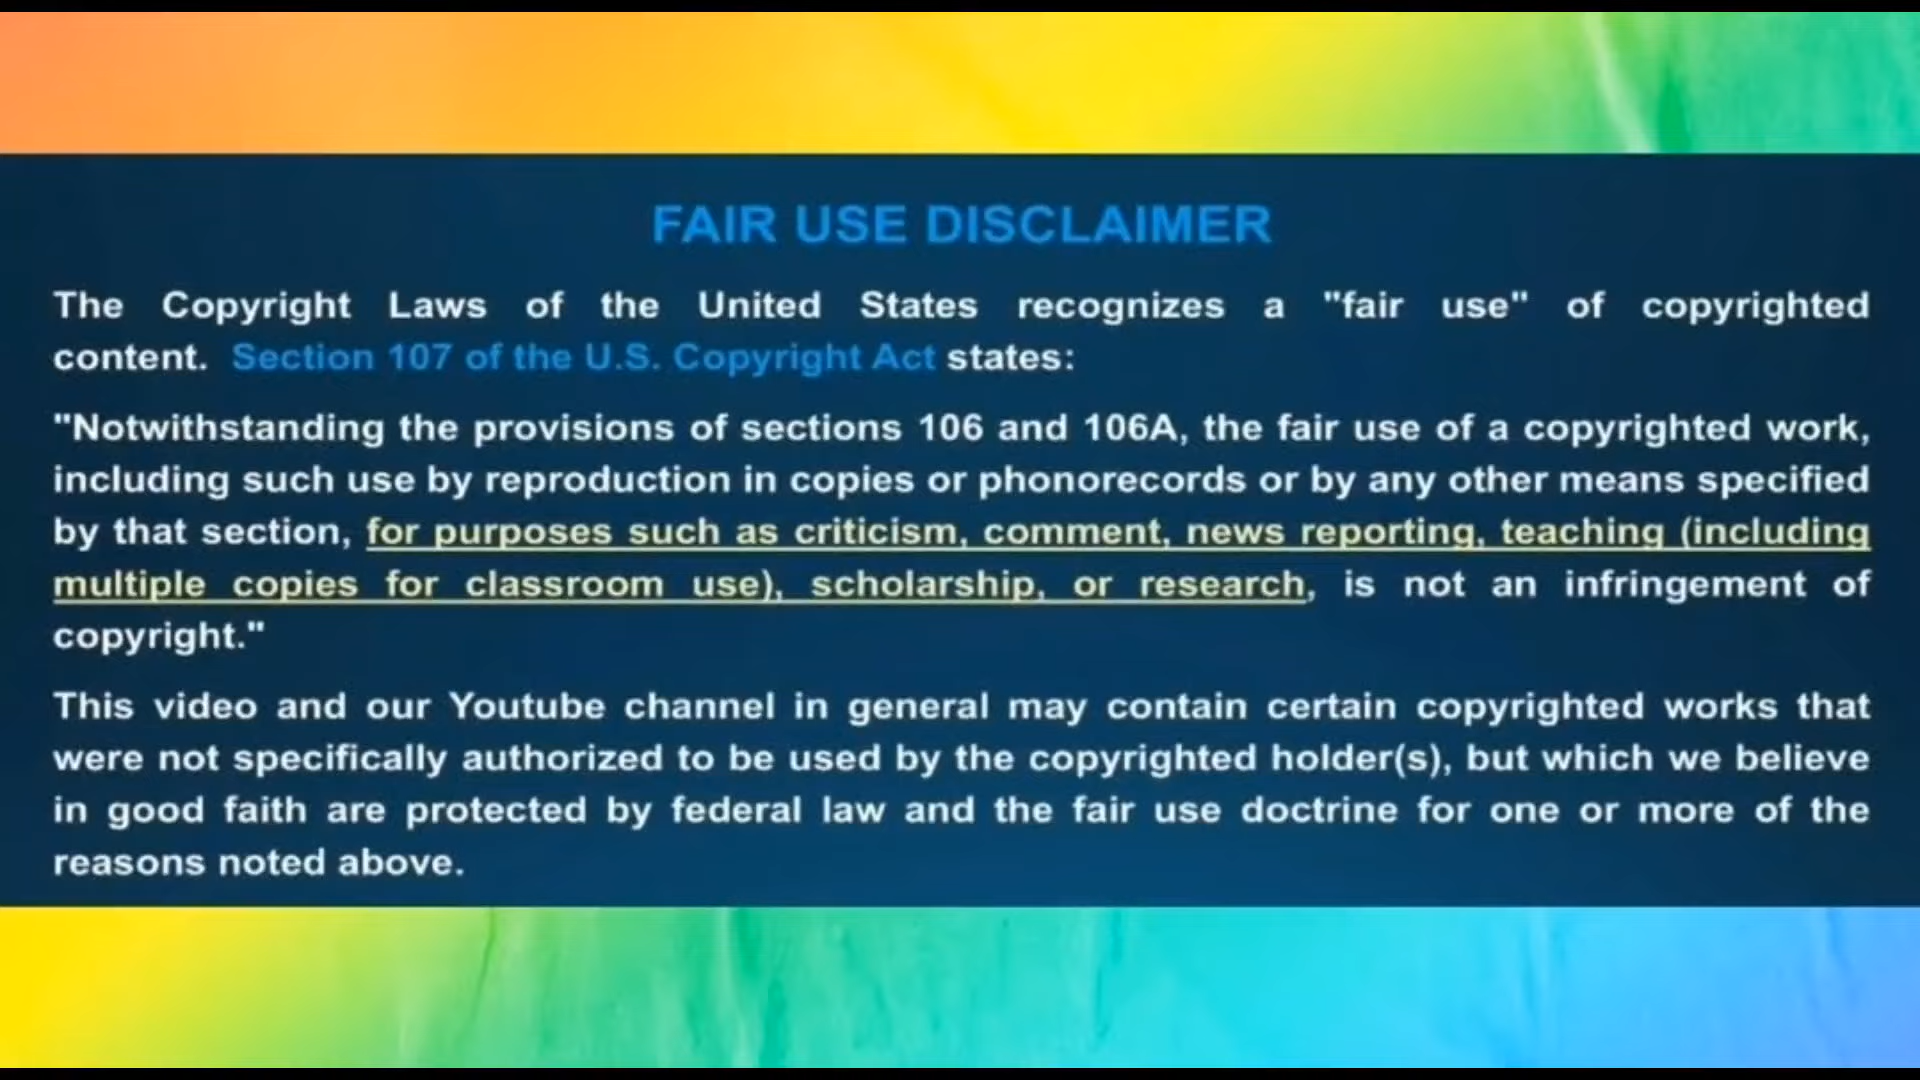 FAIR USE DISCLAIMER
The Copyright Laws of the United States recognizes a "fair use" of copyrighted
content. Section 107 of the U.S. Copyright Act states:
"Notwithstanding the provisions of sections 106 and 106A, the fair use of a copyrighted work,
including such use by reproduction in copies or phonorecords or by any other means specified
by that section, for purposes such as criticism, comment, news reporting, teaching (including
multiple copies for classroom use), scholarship, or research, is not an infringement of
copyright."
This video and our Youtube channel in general may contain certain copyrighted works that
were not specifically authorized to be used by the copyrighted holder(s), but which we believe
in good faith are protected by federal law and the fair use doctrine for one or more of the
reasons noted above.